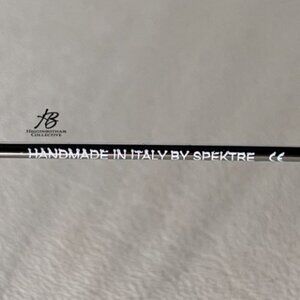 HB
HIGGINBOTHAM
COLLECTIVE
HANDMADE IN ITALY BY SPEKTRE CE